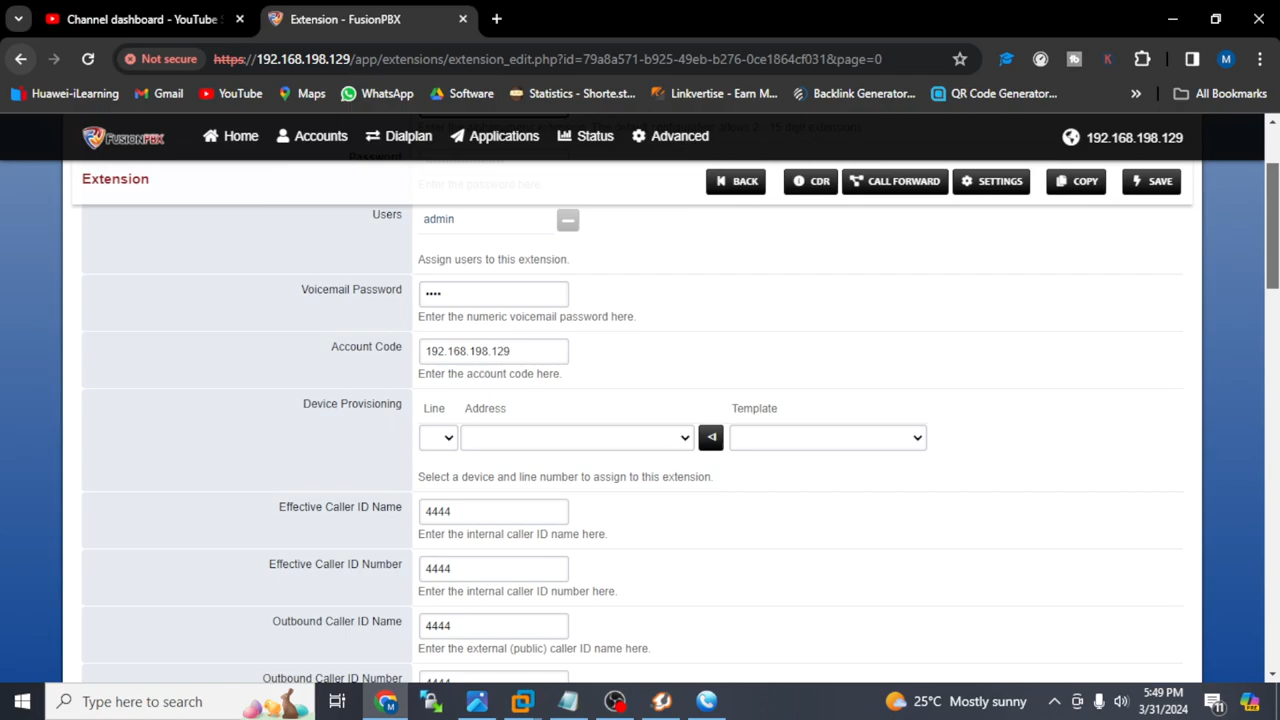 Channel dashboard - YouTube
Extension - FusionPBX
Not secure https://192.168.198.129/app/extensions/extension_edit.php?id=79a8a571-b925-49eb-b276-0ce1864cf031&page=0
M
Huawei-iLearning Gmail YouTube Maps WhatsApp Software Statistics - Shorte.st... Linkvertise - Earn M... Backlink Generator... QR Code Generator... » All Bookmarks
FUSIONPBX Home Accounts Dialplan Applications Status Advanced 192.168.198.129
Password
Extension BACK CDR CALL FORWARD SETTINGS COPY SAVE
Enter the password here.
Users admin
Assign users to this extension.
Voicemail Password ••••
Enter the numeric voicemail password here.
Account Code 192.168.198.129
Enter the account code here.
Device Provisioning Line Address Template
Select a device and line number to assign to this extension.
Effective Caller ID Name 4444
Enter the internal caller ID name here.
Effective Caller ID Number 4444
Enter the internal caller ID number here.
Outbound Caller ID Name 4444
Enter the external (public) caller ID name here.
Outbound Caller ID Number 4444
Type here to search 25°C Mostly sunny 5:49 PM
3/31/2024